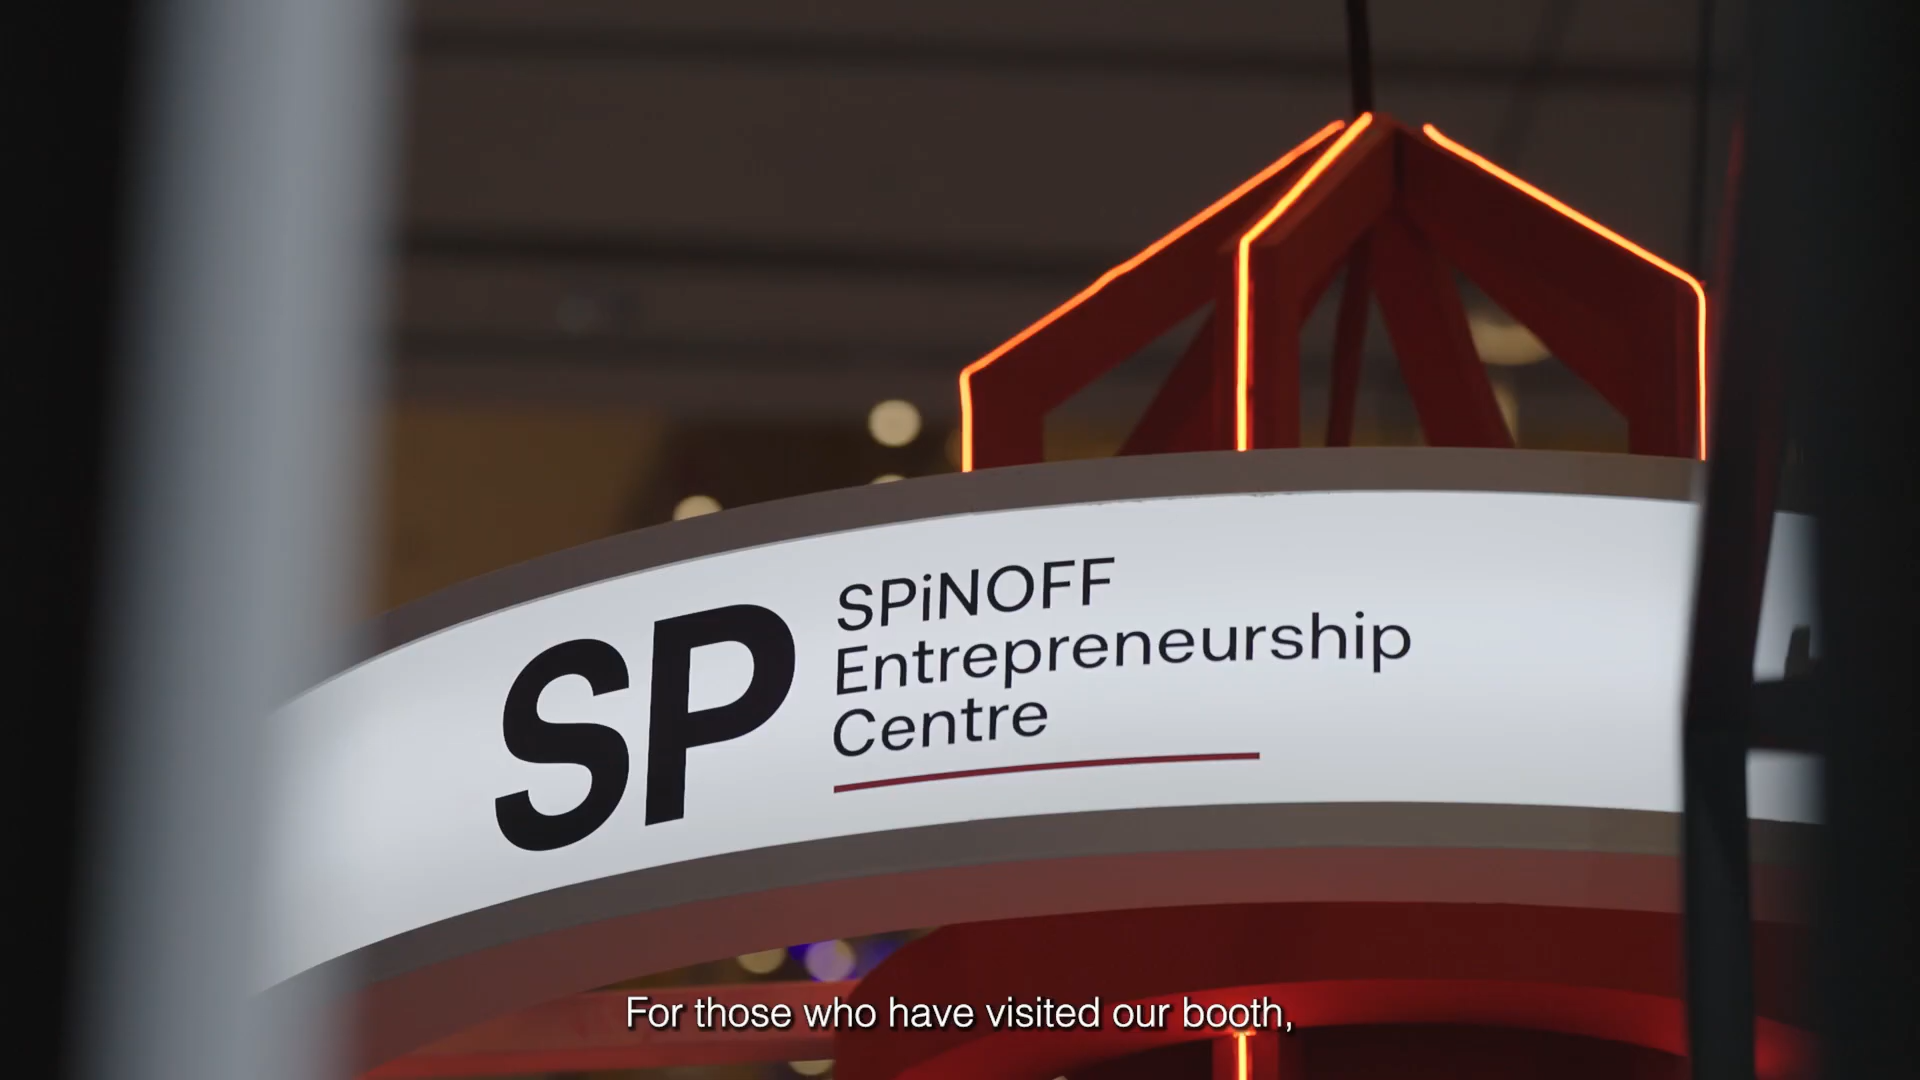 SP
SPiNOFF
Entrepreneurship
Centre
For those who have visited our booth,